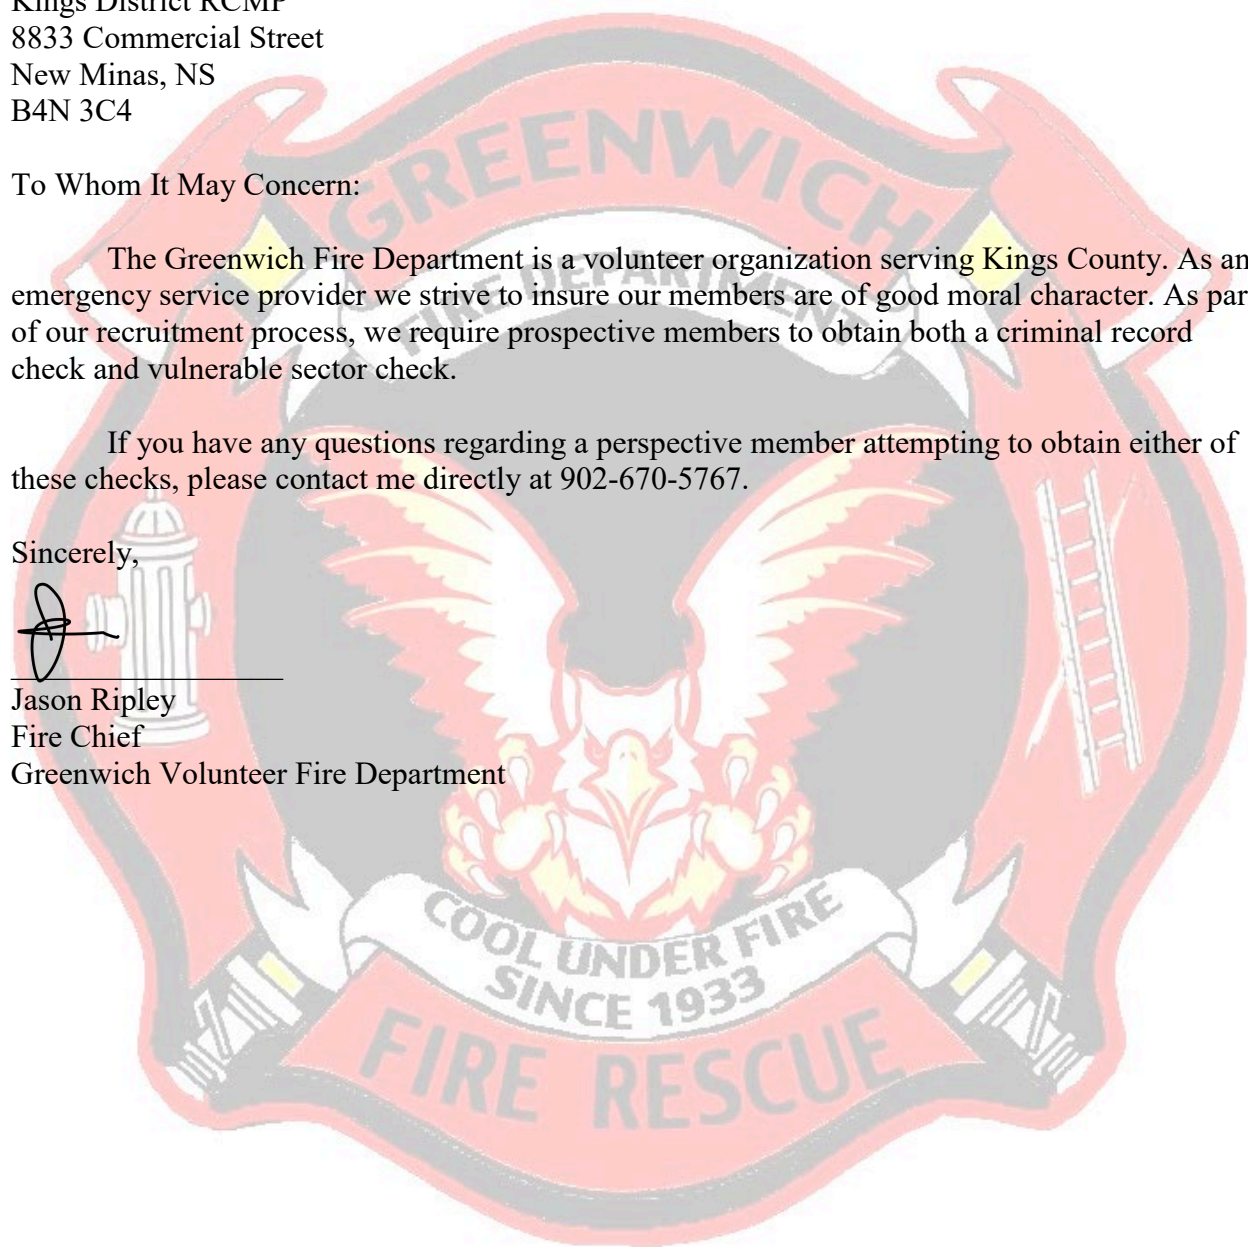 Kings District RCMP
8833 Commercial Street
New Minas, NS
B4N 3C4
To Whom It May Concern:
The Greenwich Fire Department is a volunteer organization serving Kings County. As an
emergency service provider we strive to insure our members are of good moral character. As par
of our recruitment process, we require prospective members to obtain both a criminal record
check and vulnerable sector check.
If you have any questions regarding a perspective member attempting to obtain either of
these checks, please contact me directly at 902-670-5767.
Sincerely,
Jason Ripley
Fire Chief
Greenwich Volunteer Fire Department
GREENWICH
FIRE DEPARTMENT
COOL UNDER FIRE
SINCE 1933
FIRE RESCUE